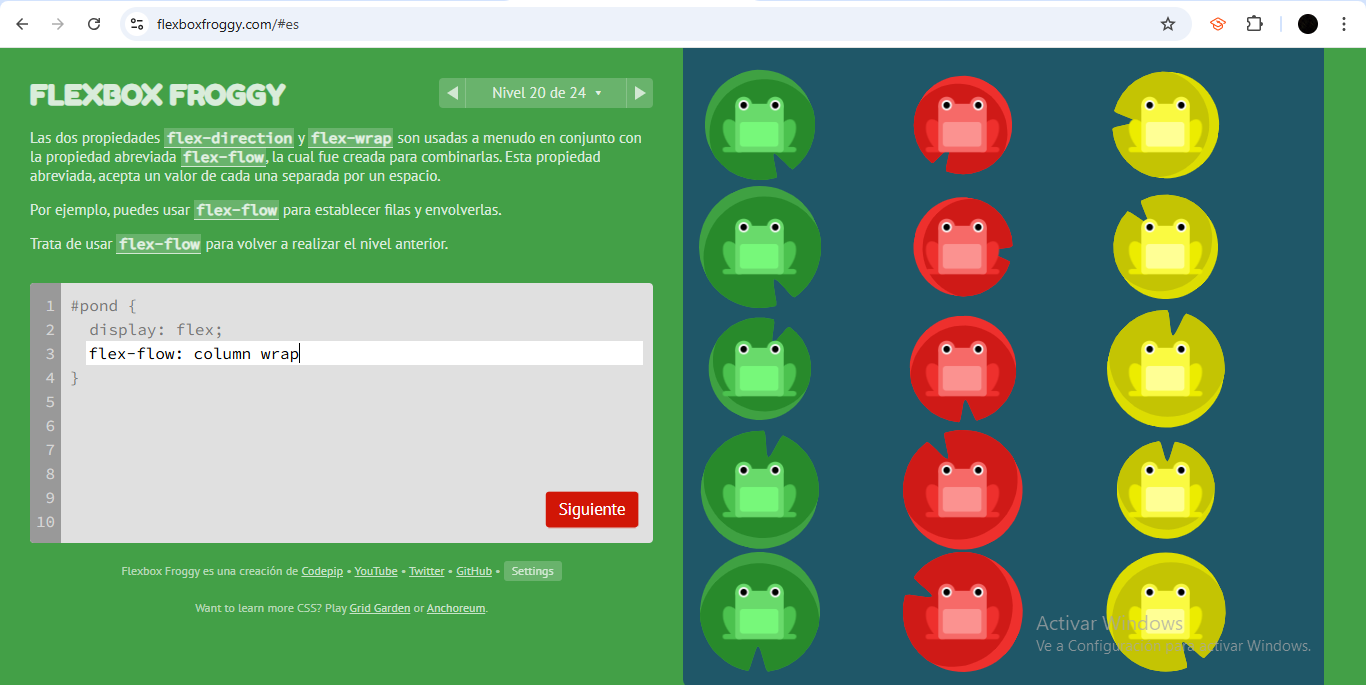 flexboxfroggy.com/#es
FLEXBOX FROGGY
Nivel 20 de 24
Las dos propiedades flex-direction y flex-wrap son usadas a menudo en conjunto con
la propiedad abreviada flex-flow, la cual fue creada para combinarlas. Esta propiedad
abreviada, acepta un valor de cada una separada por un espacio.
Por ejemplo, puedes usar flex-flow para establecer filas y envolverlas.
Trata de usar flex-flow para volver a realizar el nivel anterior.
1 #pond {
2 display: flex;
3 flex-flow: column wrap
4 }
5
6
7
8
9
10
Siguiente
Flexbox Froggy es una creación de Codepip • YouTube • Twitter • GitHub • Settings
Want to learn more CSS? Play Grid Garden or Anchoreum.
Activar Windows
Ve a Configuración para activar Windows.